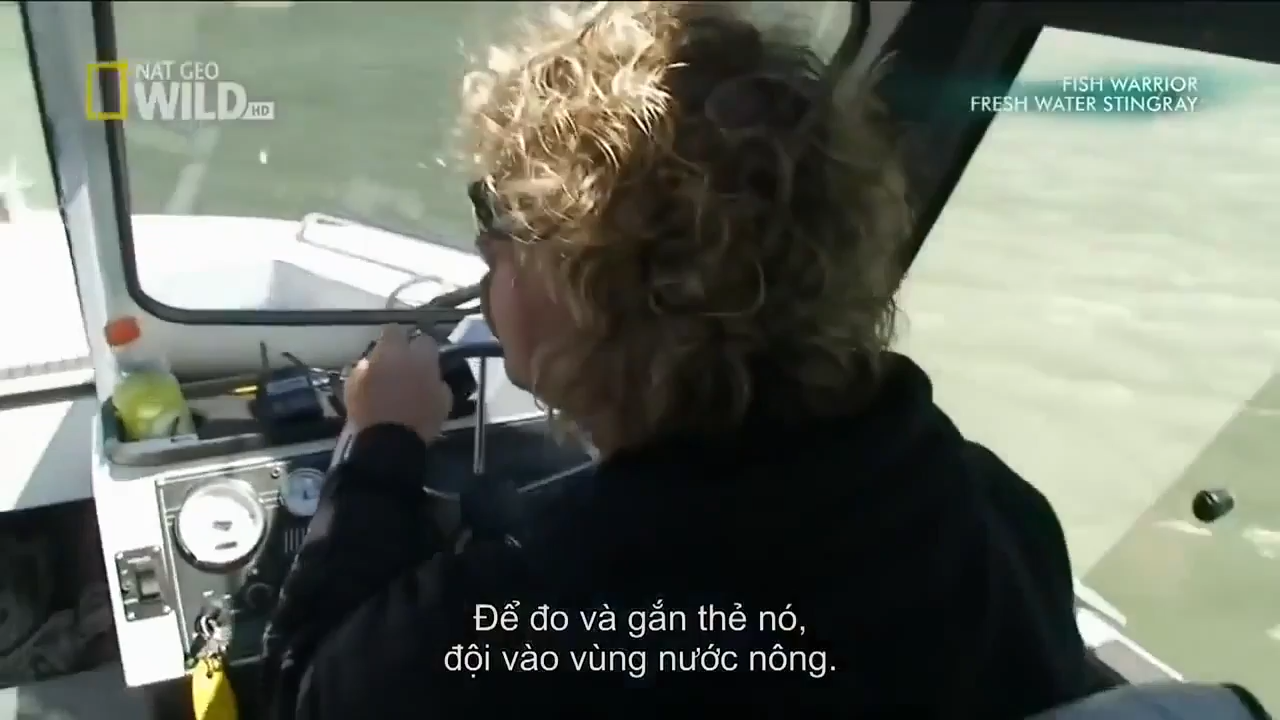 NAT GEO
WILD HD
FISH WARRIOR
FRESH WATER STINGRAY
Để đo và gắn thẻ nó,
đội vào vùng nước nông.